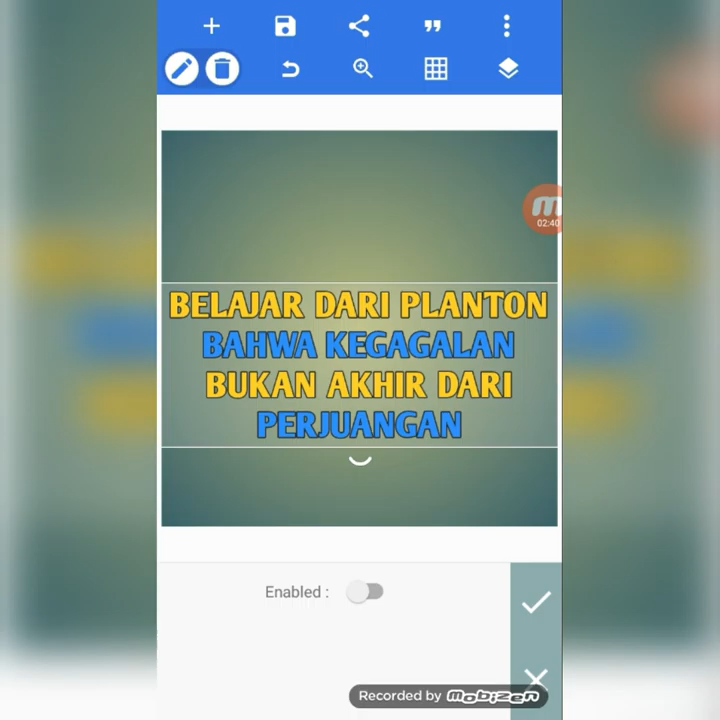 02:40
BELAJAR DARI PLANTON
BAHWA KEGAGALAN
BUKAN AKHIR DARI
PERJUANGAN
Enabled :
Recorded by mobizen